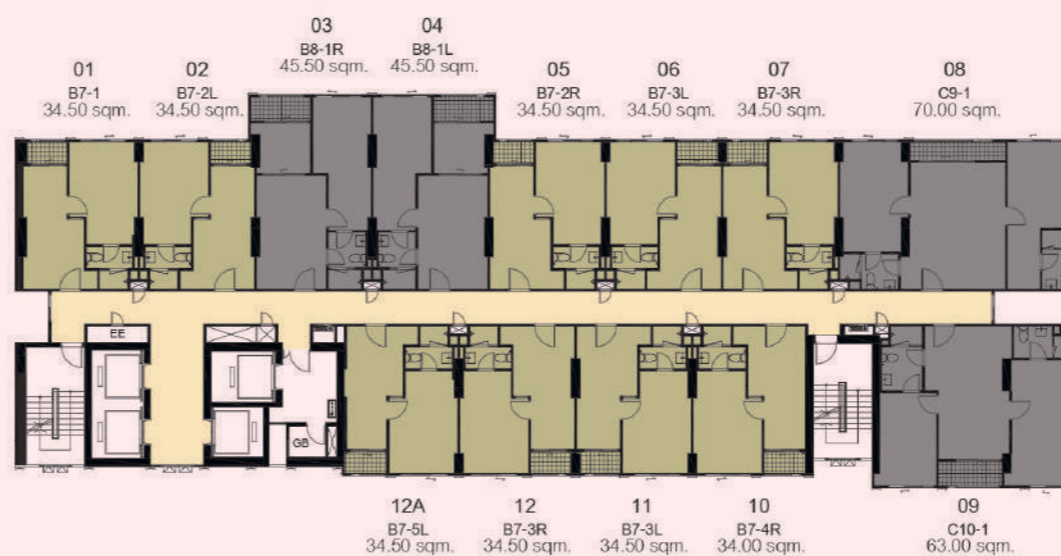 03
B8-1R
45.50 sqm.
04
B8-1L
45.50 sqm.
01
B7-1
34.50 sqm.
02
B7-2L
34.50 sqm.
05
B7-2R
34.50 sqm.
06
B7-3L
34.50 sqm.
07
B7-3R
34.50 sqm.
08
C9-1
70.00 sqm.
EE
GB
12A
B7-5L
34.50 sqm.
12
B7-3R
34.50 sqm.
11
B7-3L
34.50 sqm.
10
B7-4R
34.00 sqm.
09
C10-1
63.00 sqm.